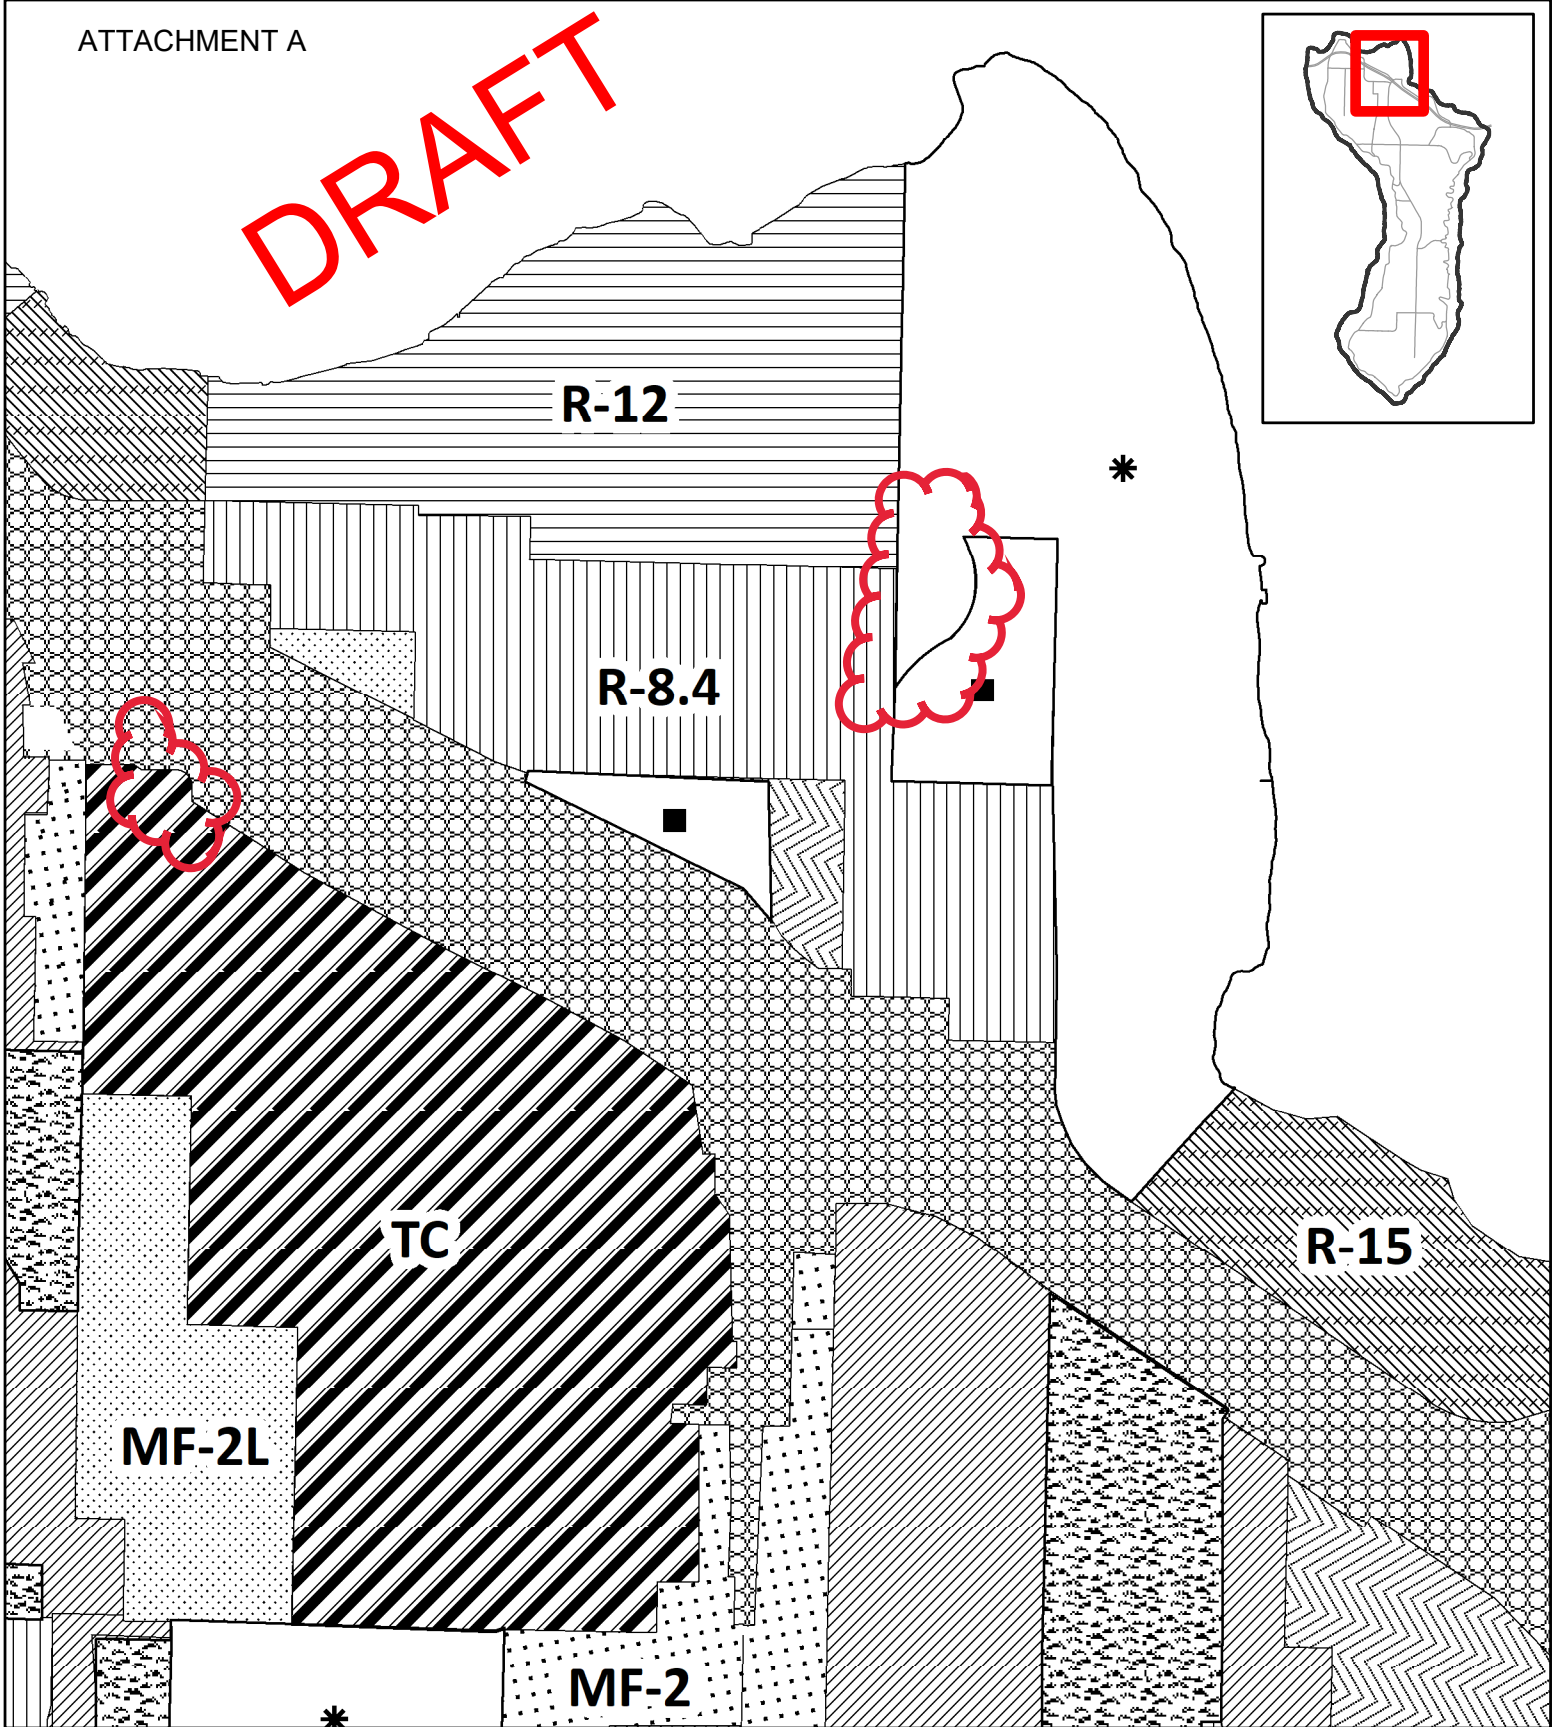 ATTACHMENT A
DRAFT
R-12
R-8.4
TC
R-15
MF-2L
MF-2